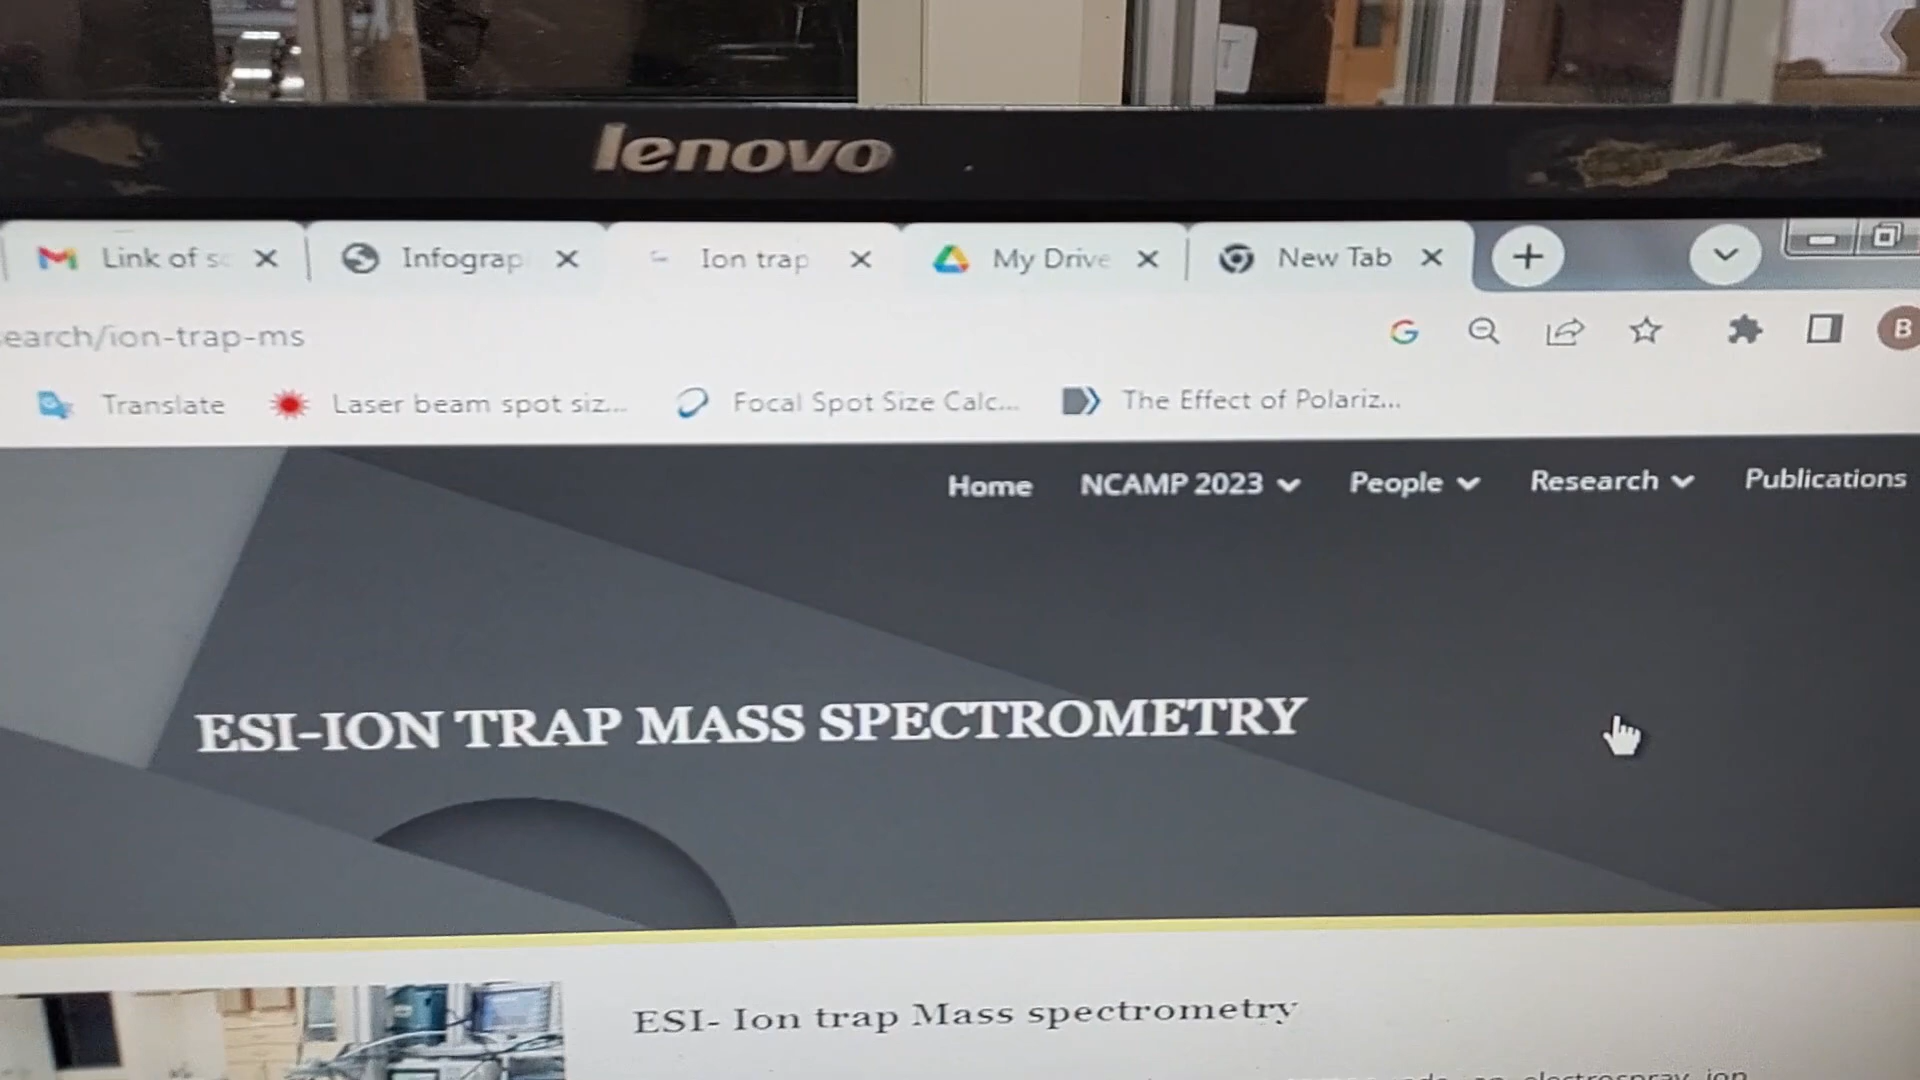 lenovo
Link of s
Infograp
Ion trap
My Drive
New Tab
earch/ion-trap-ms
B
Translate
Laser beam spot siz...
Focal Spot Size Calc...
The Effect of Polariz...
Home NCAMP 2023 People Research Publications
ESI-ION TRAP MASS SPECTROMETRY
ESI- Ion trap Mass spectrometry
electrospray ion